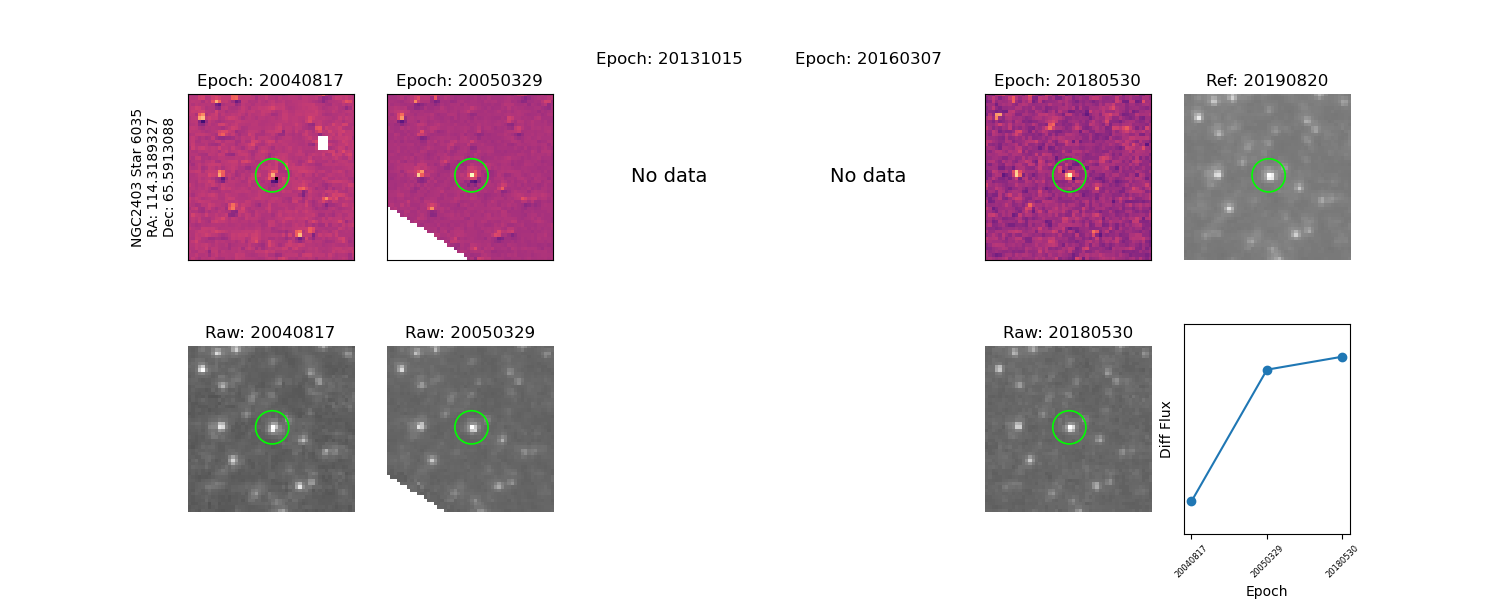 Epoch: 20040817
Epoch: 20050329
Epoch: 20131015
Epoch: 20160307
Epoch: 20180530
Ref: 20190820
NGC2403 Star 6035
RA: 114.3189327
Dec: 65.5913088
No data
No data
Raw: 20040817
Raw: 20050329
Raw: 20180530
Diff Flux
20040817
20050329
20180530
Epoch